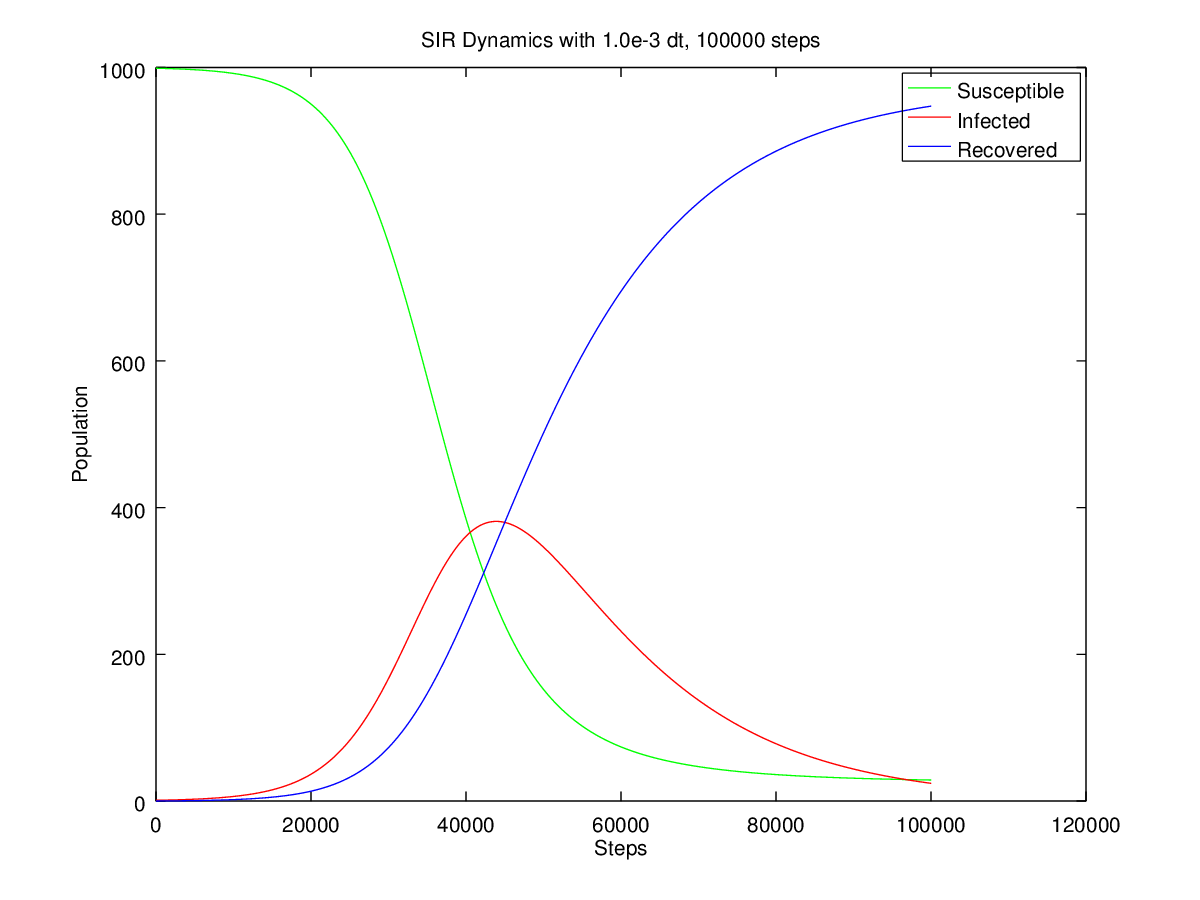 SIR Dynamics with 1.0e-3 dt, 100000 steps
1000
800
600
400
200
0
Population
Susceptible
Infected
Recovered
0 20000 40000 60000 80000 100000 120000
Steps